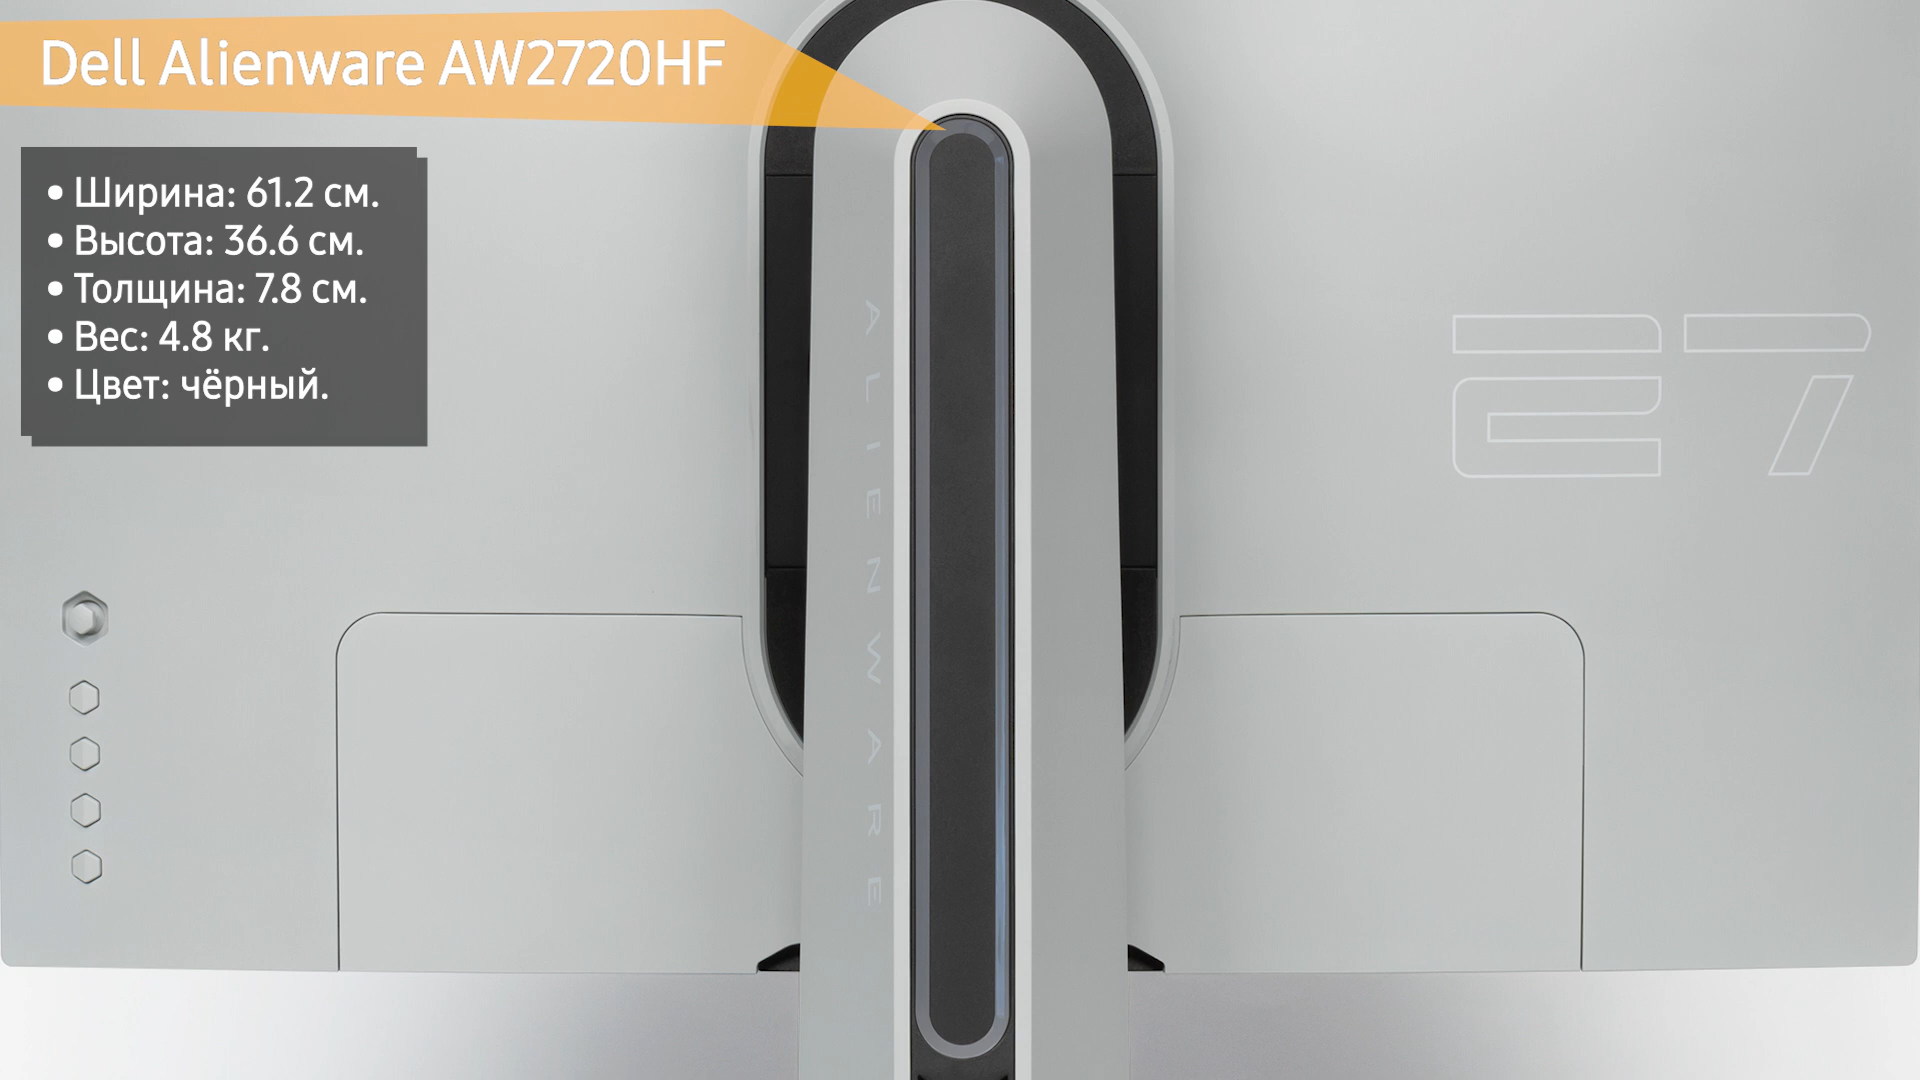 Dell Alienware AW2720HF
• Ширина: 61.2 см.
• Высота: 36.6 см.
• Толщина: 7.8 см.
• Вес: 4.8 кг.
• Цвет: чёрный.
ALIENWARE
27